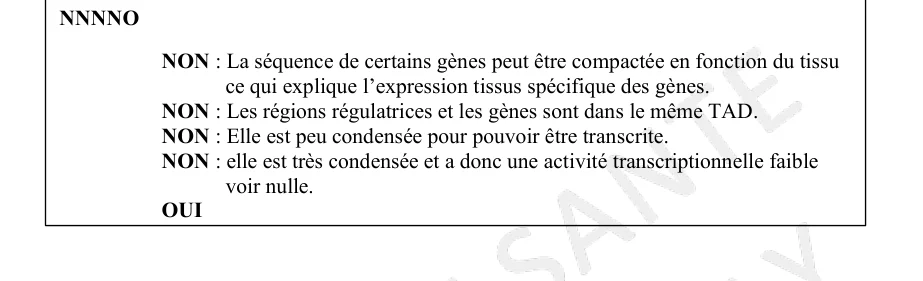 NNNNO
NON : La séquence de certains gènes peut être compactée en fonction du tissu
ce qui explique l'expression tissus spécifique des gènes.
NON : Les régions régulatrices et les gènes sont dans le même TAD.
NON : Elle est peu condensée pour pouvoir être transcrite.
NON : elle est très condensée et a donc une activité transcriptionnelle faible
voir nulle.
OUI
SANTE